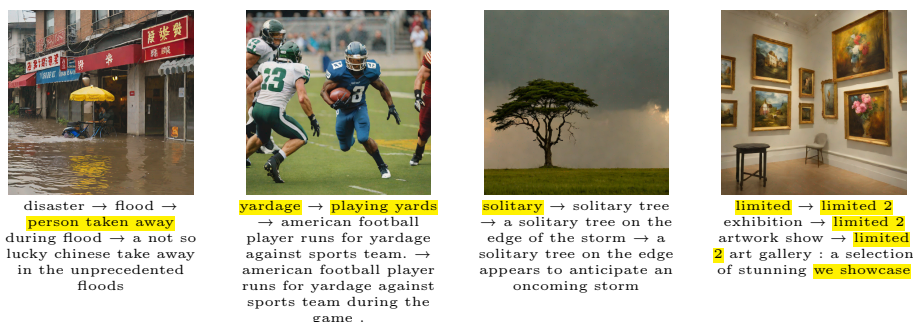 disaster → flood →
person taken away
during flood → a not so
lucky chinese take away
in the unprecedented
floods
yardage → playing yards
→ american football
player runs for yardage
against sports team. →
american football player
runs for yardage against
sports team during the
game .
solitary → solitary tree
→ a solitary tree on the
edge of the storm → a
solitary tree on the edge
appears to anticipate an
oncoming storm
limited → limited 2
exhibition → limited 2
artwork show → limited
2 art gallery : a selection
of stunning we showcase